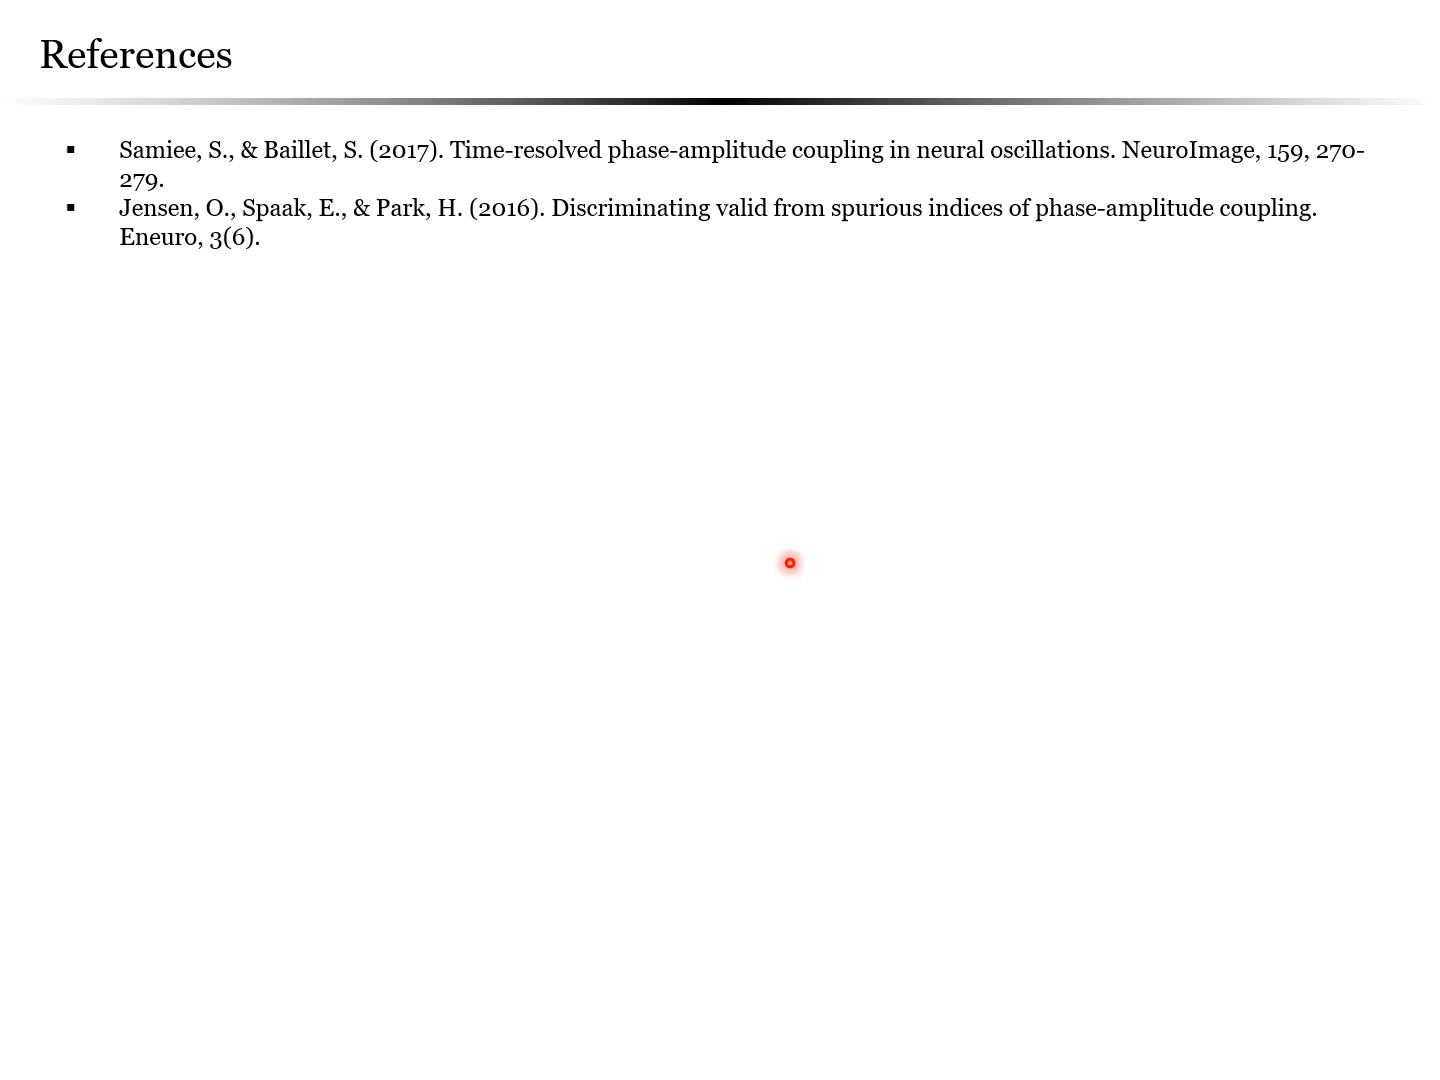 References
▪ Samiee, S., & Baillet, S. (2017). Time-resolved phase-amplitude coupling in neural oscillations. NeuroImage, 159, 270-
279.
▪ Jensen, O., Spaak, E., & Park, H. (2016). Discriminating valid from spurious indices of phase-amplitude coupling.
Eneuro, 3(6).